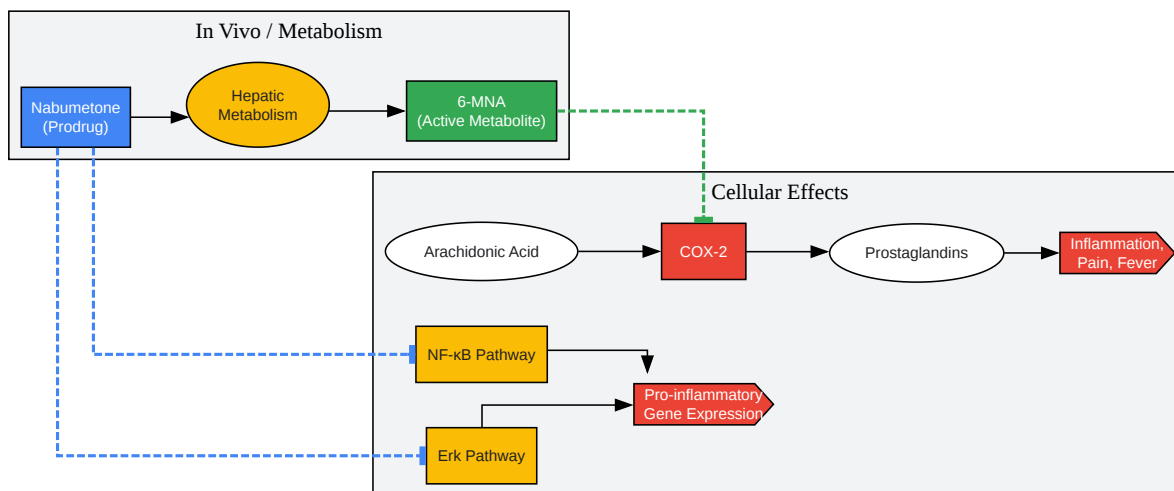 In Vivo / Metabolism
Nabumetone
(Prodrug)
Hepatic
Metabolism
6-MNA
(Active Metabolite)
Cellular Effects
Arachidonic Acid
COX-2
Prostaglandins
Inflammation,
Pain, Fever
NF-κB Pathway
Pro-inflammatory
Gene Expression
Erk Pathway